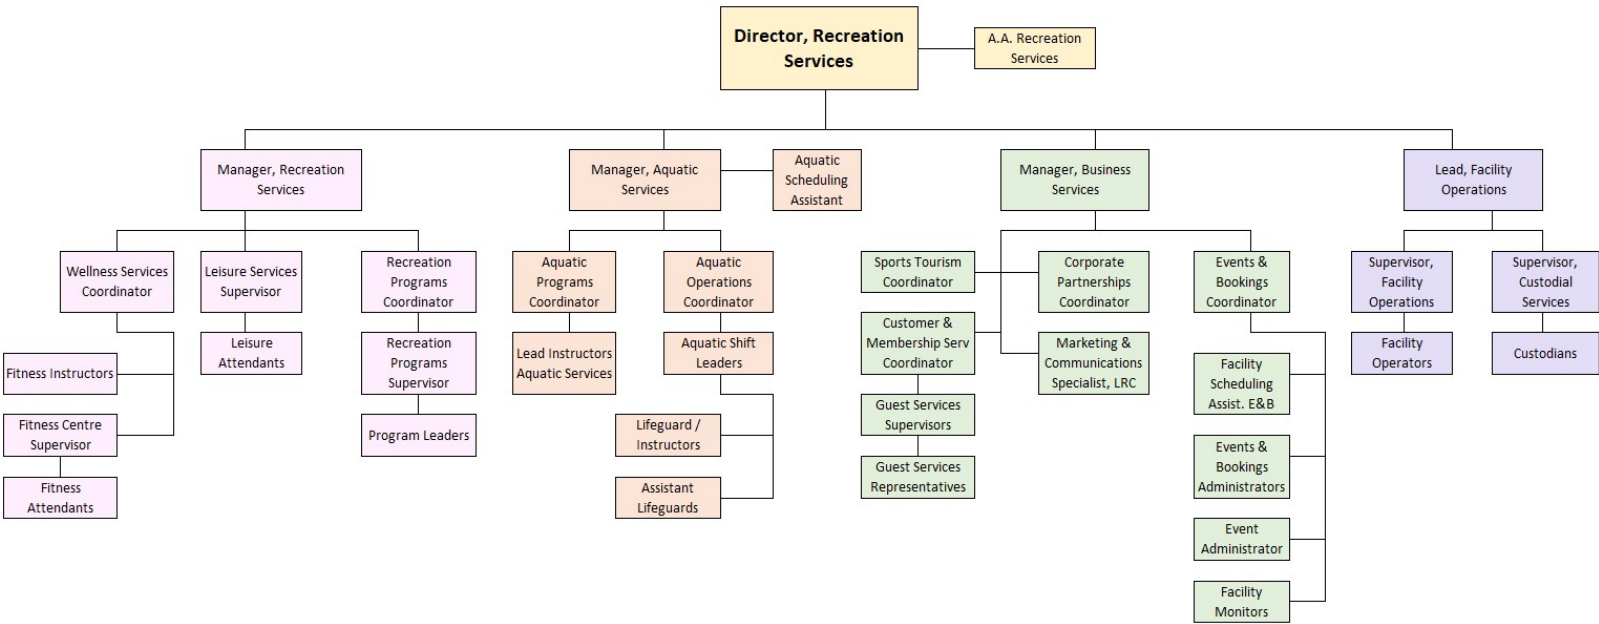 Director, Recreation
Services
A.A. Recreation
Services
Manager, Recreation
Services
Manager, Aquatic
Services
Aquatic
Scheduling
Assistant
Manager, Business
Services
Lead, Facility
Operations
Wellness Services
Coordinator
Leisure Services
Supervisor
Recreation
Programs
Coordinator
Aquatic
Programs
Coordinator
Aquatic
Operations
Coordinator
Sports Tourism
Coordinator
Corporate
Partnerships
Coordinator
Events &
Bookings
Coordinator
Supervisor,
Facility
Operations
Supervisor,
Custodial
Services
Fitness Instructors
Leisure
Attendants
Recreation
Programs
Supervisor
Lead Instructors
Aquatic Services
Aquatic Shift
Leaders
Customer &
Membership Serv
Coordinator
Marketing &
Communications
Specialist, LRC
Facility
Scheduling
Assist. E&B
Facility
Operators
Custodians
Fitness Centre
Supervisor
Program Leaders
Lifeguard /
Instructors
Guest Services
Supervisors
Events &
Bookings
Administrators
Fitness
Attendants
Assistant
Lifeguards
Guest Services
Representatives
Event
Administrator
Facility
Monitors